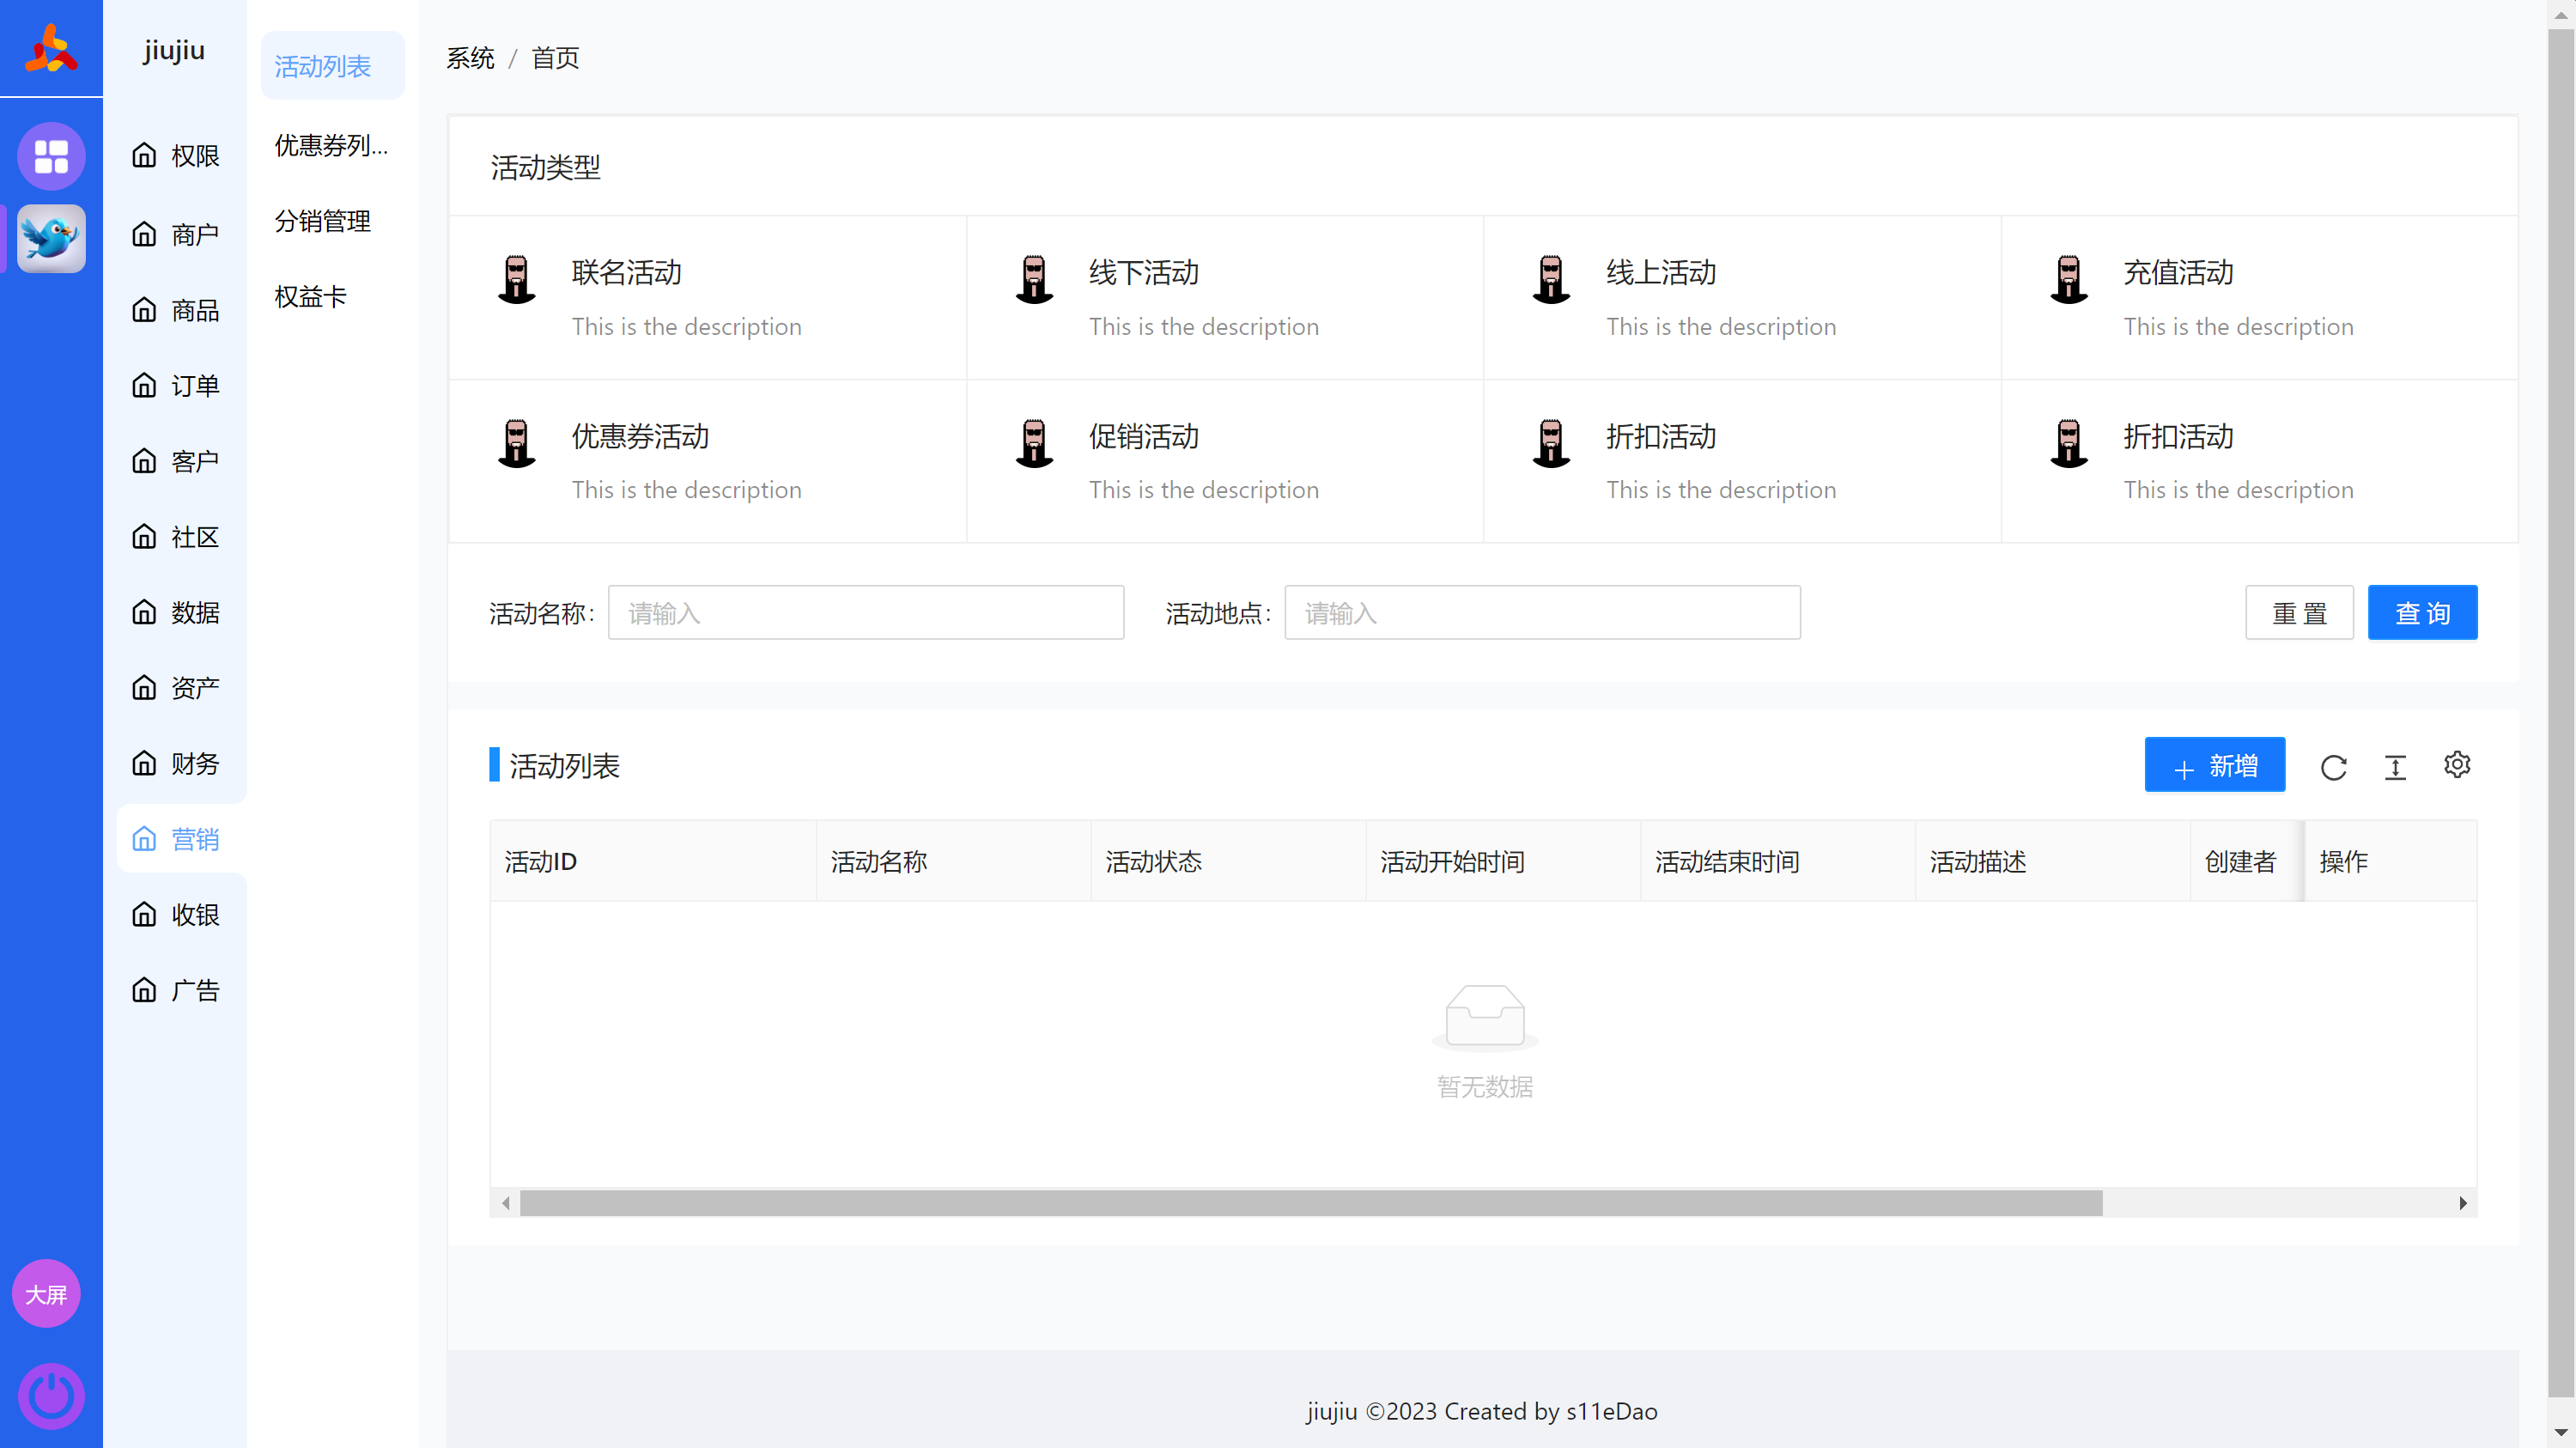 jiujiu
权限
商户
商品
订单
客户
社区
数据
资产
财务
营销
收银
广告
大屏
活动列表
优惠券列...
分销管理
权益卡
系统 / 首页
活动类型
联名活动
This is the description
线下活动
This is the description
线上活动
This is the description
充值活动
This is the description
优惠券活动
This is the description
促销活动
This is the description
折扣活动
This is the description
折扣活动
This is the description
活动名称: 请输入
活动地点: 请输入
重 置
查 询
活动列表
新增
活动ID 活动名称 活动状态 活动开始时间 活动结束时间 活动描述 创建者 操作
暂无数据
jiujiu ©2023 Created by s11eDao